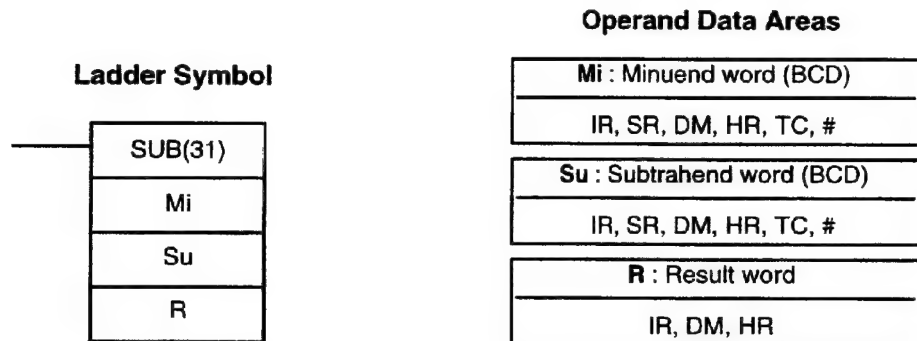 Ladder Symbol
SUB(31)
Mi
Su
R
Operand Data Areas
Mi : Minuend word (BCD)
IR, SR, DM, HR, TC, #
Su : Subtrahend word (BCD)
IR, SR, DM, HR, TC, #
R : Result word
IR, DM, HR